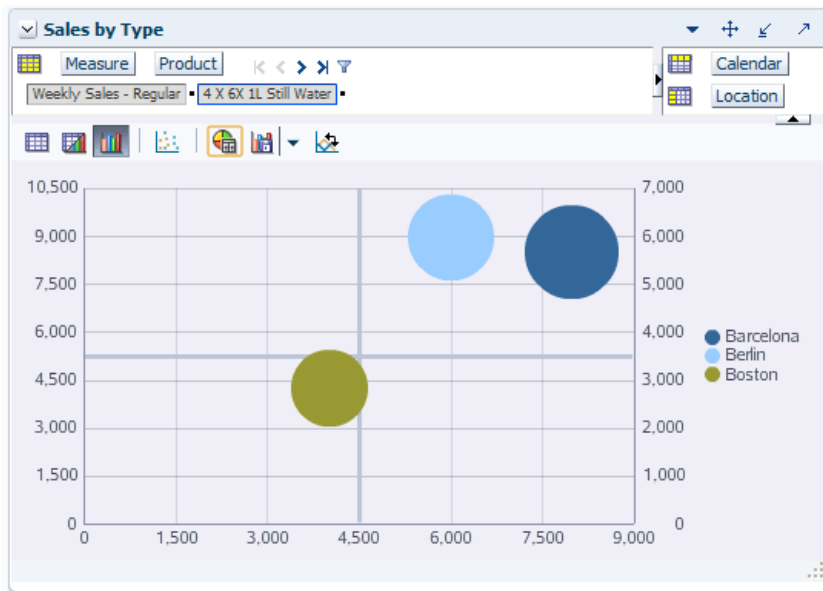 Sales by Type
Measure Product
Calendar
Weekly Sales - Regular 4 X 6X 1L Still Water
Location
10,500 7,000
9,000 6,000
7,500 5,000
6,000 4,000
Barcelona
Berlin
Boston
4,500 3,000
3,000 2,000
1,500 1,000
0 0
0 1,500 3,000 4,500 6,000 7,500 9,000